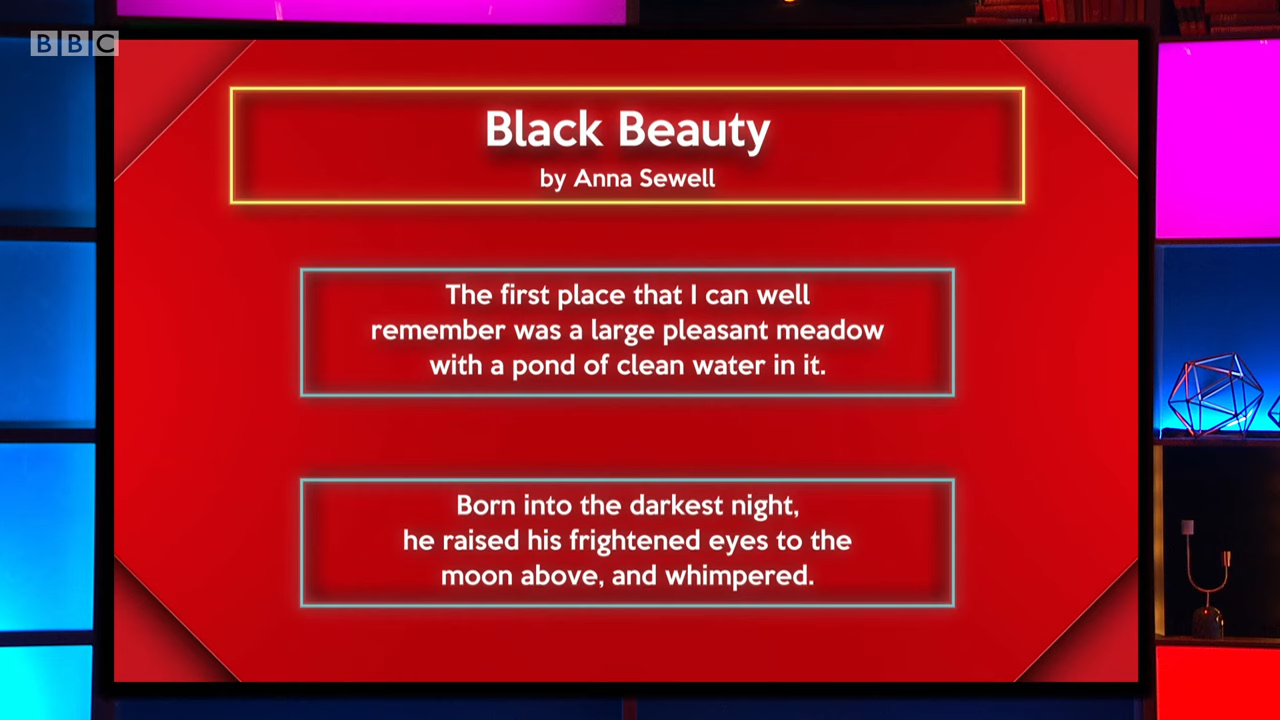 BBC
Black Beauty
by Anna Sewell
The first place that I can well
remember was a large pleasant meadow
with a pond of clean water in it.
Born into the darkest night,
he raised his frightened eyes to the
moon above, and whimpered.